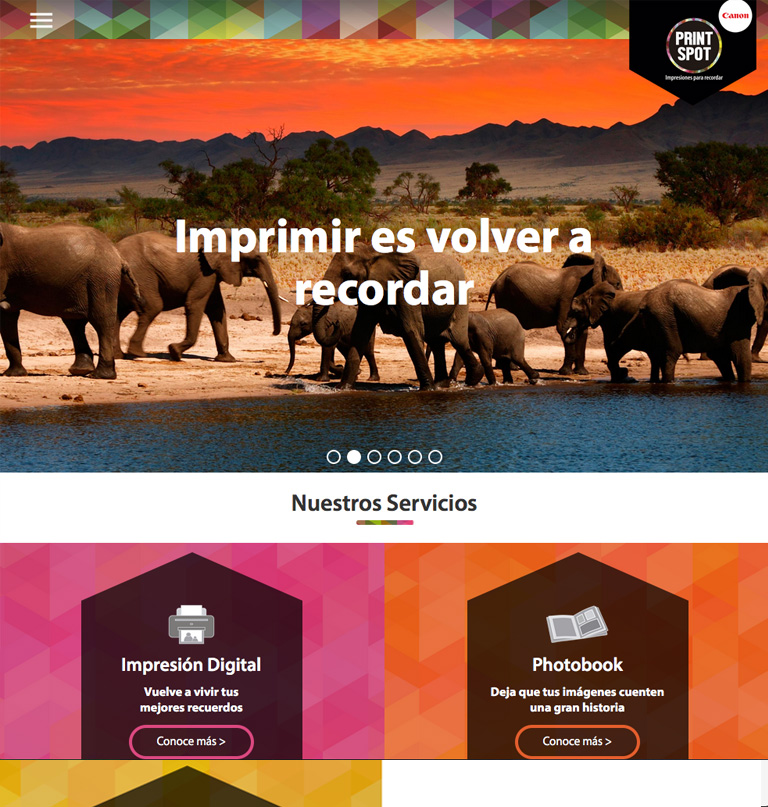 Canon
PRINT
SPOT
Impresiones para recordar
Imprimir es volver a
recordar
Nuestros Servicios
Impresión Digital
Vuelve a vivir tus
mejores recuerdos
Conoce más >
Photobook
Deja que tus imágenes cuenten
una gran historia
Conoce más >